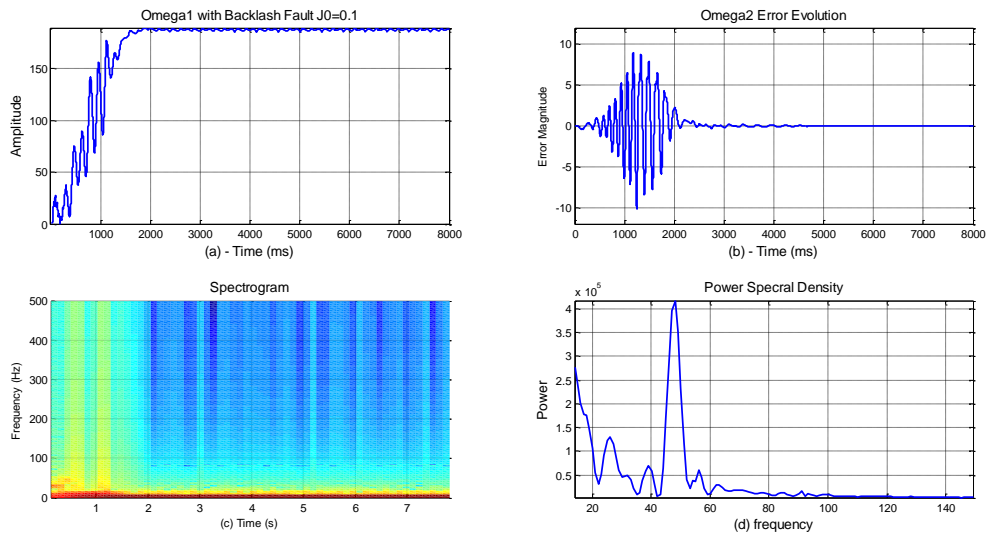 Omega1 with Backlash Fault J0=0.1
Amplitude
150
100
50
0
1000 2000 3000 4000 5000 6000 7000 8000
(a) - Time (ms)
Omega2 Error Evolution
Error Magnitude
10
5
0
-5
-10
0 1000 2000 3000 4000 5000 6000 7000 8000
(b) - Time (ms)
Spectrogram
Frequency (Hz)
500
400
300
200
100
0
1 2 3 4 5 6 7
(c) Time (s)
Power Specral Density
x 10^5
Power
4
3.5
3
2.5
2
1.5
1
0.5
20 40 60 80 100 120 140
(d) frequency